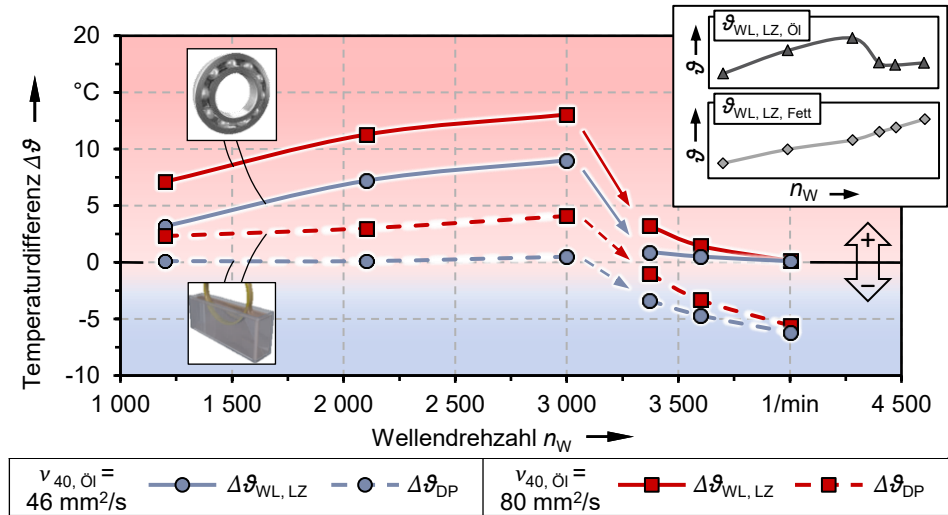 Temperaturdifferenz Δϑ
20
°C
10
5
0
-5
-10
1 000
1 500
2 000
2 500
3 000
3 500
1/min
4 500
Wellendrehzahl nW
ϑWL, LZ, Öl
ϑ
ϑWL, LZ, Fett
ϑ
nW
+
−
ν40, Öl =
46 mm²/s
ΔϑWL, LZ
ΔϑDP
ν40, Öl =
80 mm²/s
ΔϑWL, LZ
ΔϑDP